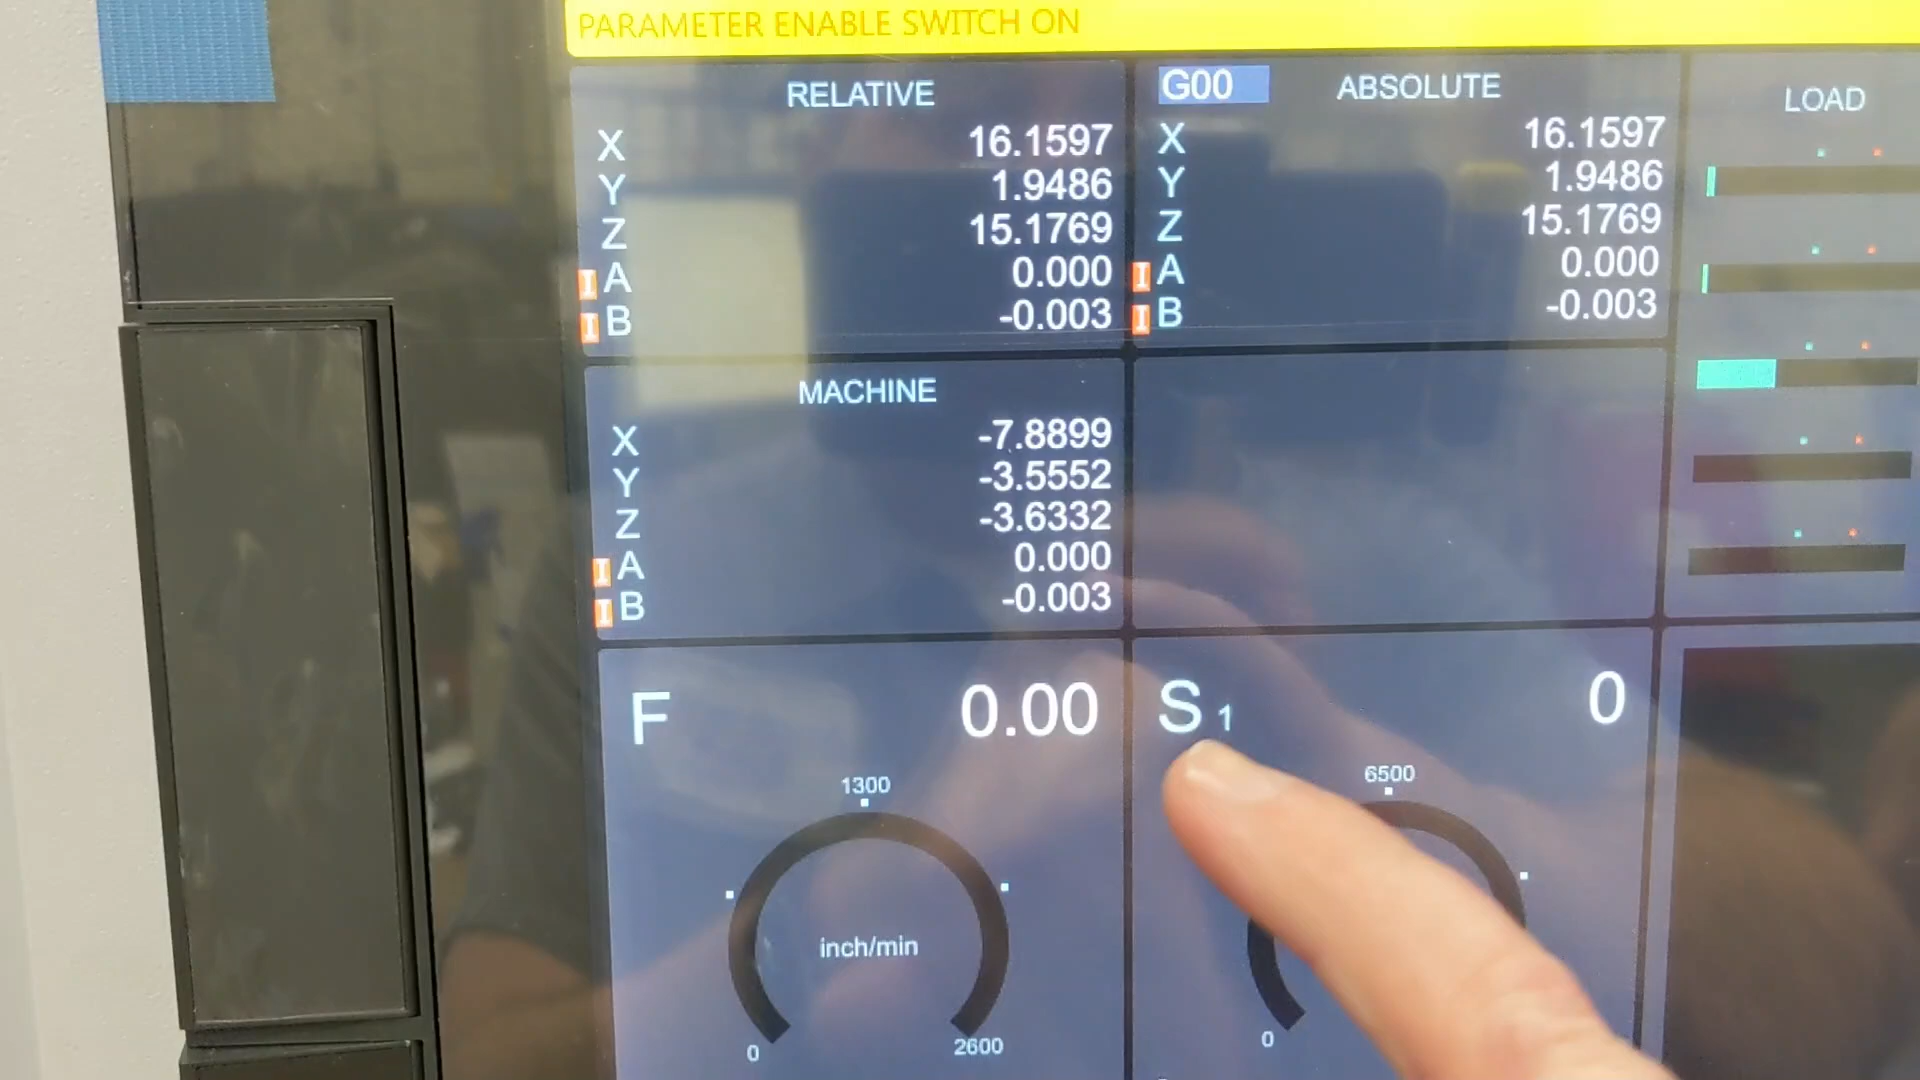 PARAMETER ENABLE SWITCH ON
RELATIVE
X 16.1597
Y 1.9486
Z 15.1769
I A 0.000
I B -0.003
G00 ABSOLUTE
X 16.1597
Y 1.9486
Z 15.1769
I A 0.000
I B -0.003
LOAD
MACHINE
X -7.8899
Y -3.5552
Z -3.6332
I A 0.000
I B -0.003
F 0.00
1300
inch/min
0 2600
S 1 0
6500
0